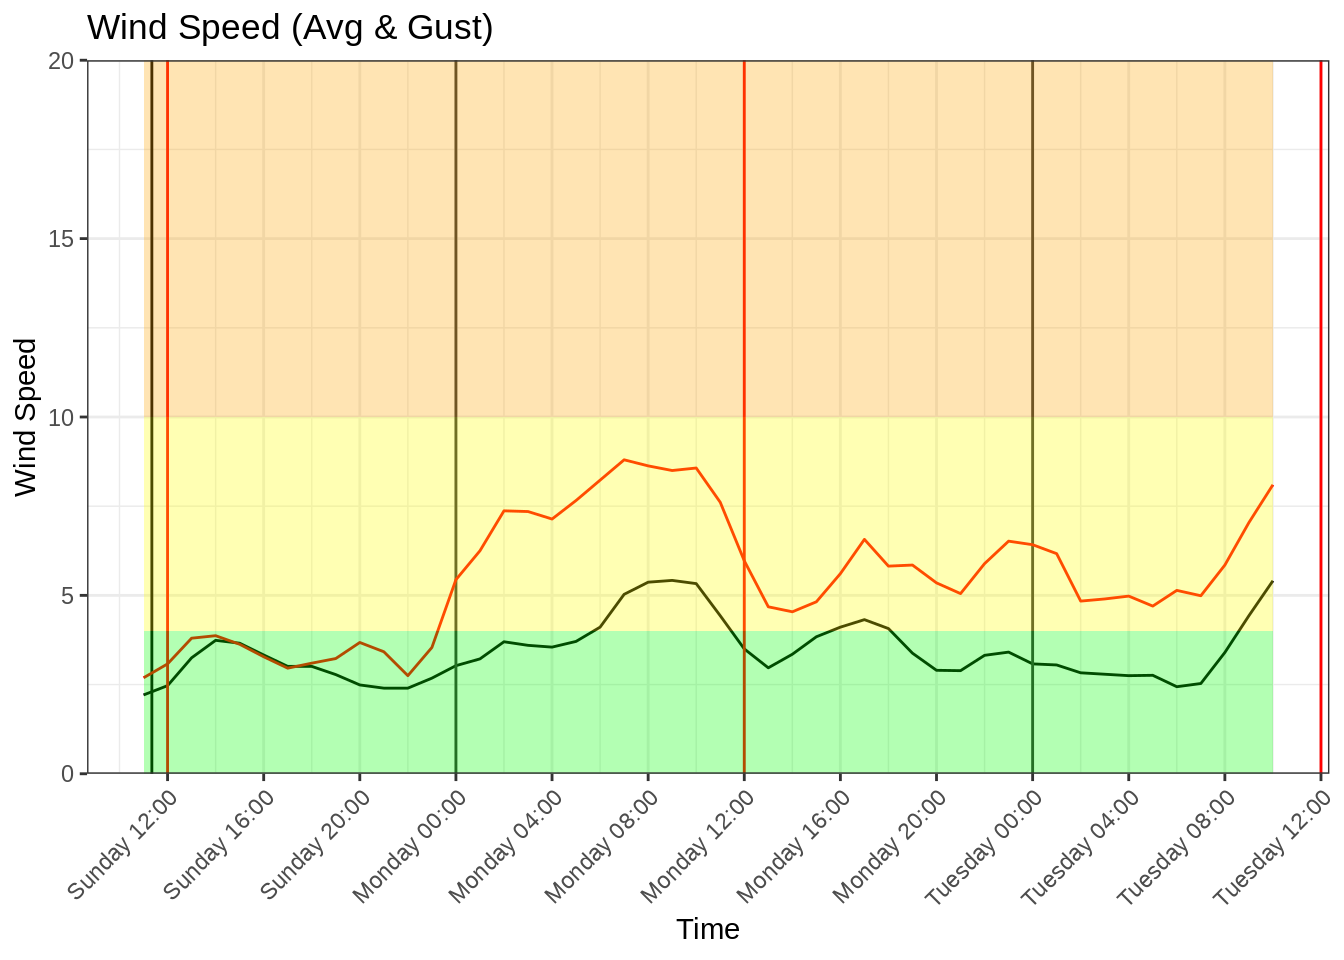 Wind Speed (Avg & Gust)
20
15
10
5
0
Wind Speed
Sunday 12:00
Sunday 16:00
Sunday 20:00
Monday 00:00
Monday 04:00
Monday 08:00
Monday 12:00
Monday 16:00
Monday 20:00
Tuesday 00:00
Tuesday 04:00
Tuesday 08:00
Tuesday 12:00
Time